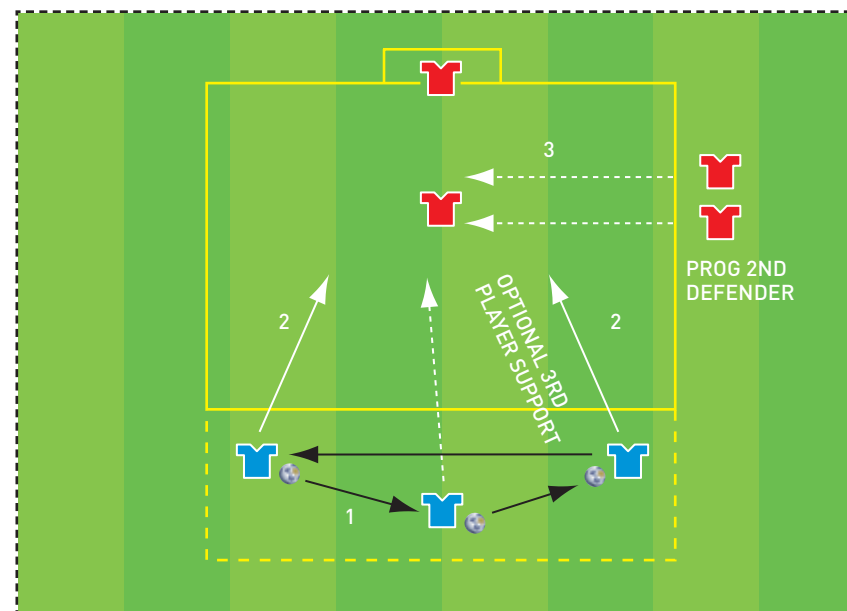 3
PROG 2ND
DEFENDER
2
OPTIONAL 3RD
PLAYER SUPPORT
2
1